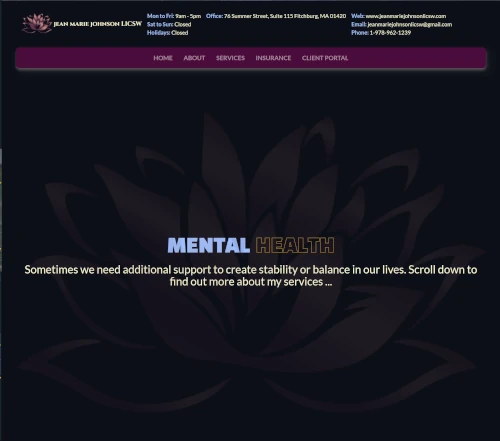 JEAN MARIE JOHNSON LICSW
Mon to Fri: 9am - 5pm
Sat to Sun: Closed
Holidays: Closed
Office: 76 Summer Street, Suite 115 Fitchburg, MA 01420
Web: www.jeanmariejohnsonlicsw.com
Email: jeanmariejohnsonlicsw@gmail.com
Phone: 1-978-962-1239
HOME ABOUT SERVICES INSURANCE CLIENT PORTAL
MENTAL HEALTH
Sometimes we need additional support to create stability or balance in our lives. Scroll down to
find out more about my services ...